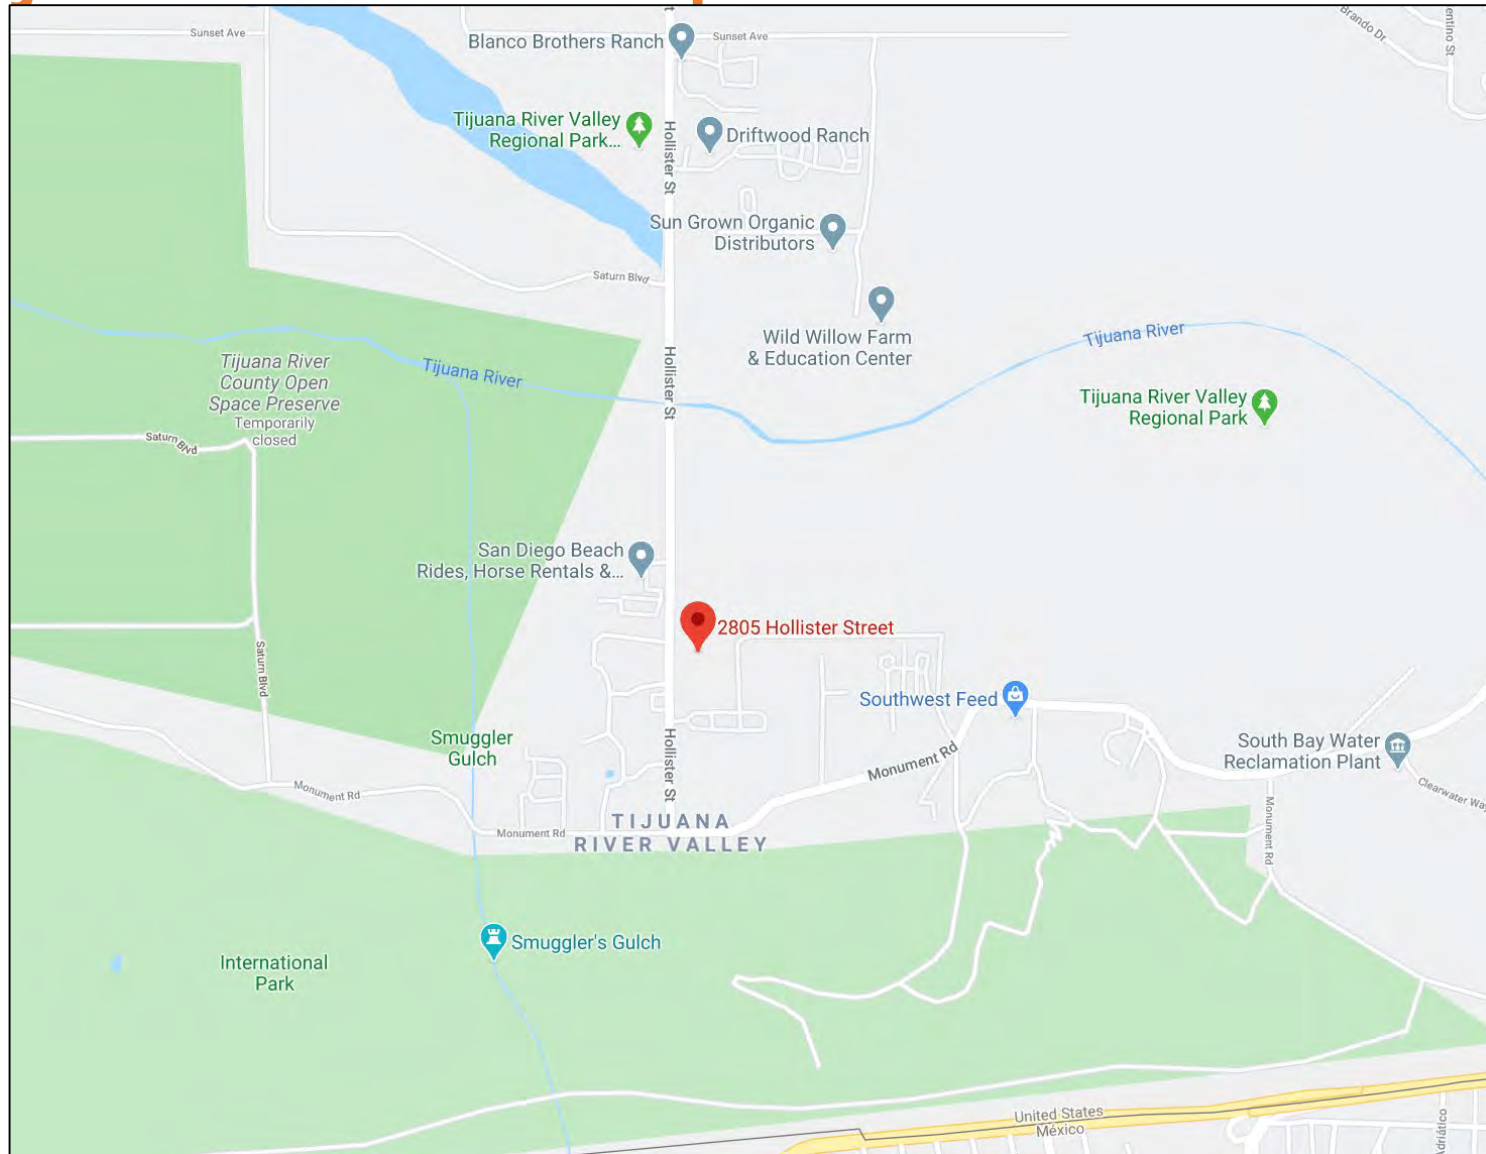 Sunset Ave
Blanco Brothers Ranch
Sunset Ave
Brando Dr
Tijuana River Valley
Regional Park...
Hollister St
Driftwood Ranch
Sun Grown Organic
Distributors
Saturn Blvd
Wild Willow Farm
& Education Center
Tijuana River
Tijuana River
County Open
Space Preserve
Temporarily
closed
Tijuana River
Hollister St
Tijuana River Valley
Regional Park
Saturn Blvd
San Diego Beach
Rides, Horse Rentals &...
2805 Hollister Street
Saturn Blvd
Southwest Feed
Smuggler
Gulch
Hollister St
Monument Rd
South Bay Water
Reclamation Plant
Monument Rd
Clearwater Way
Monument Rd
TIJUANA
RIVER VALLEY
Monument Rd
Smuggler's Gulch
International
Park
United States
México
Adriático